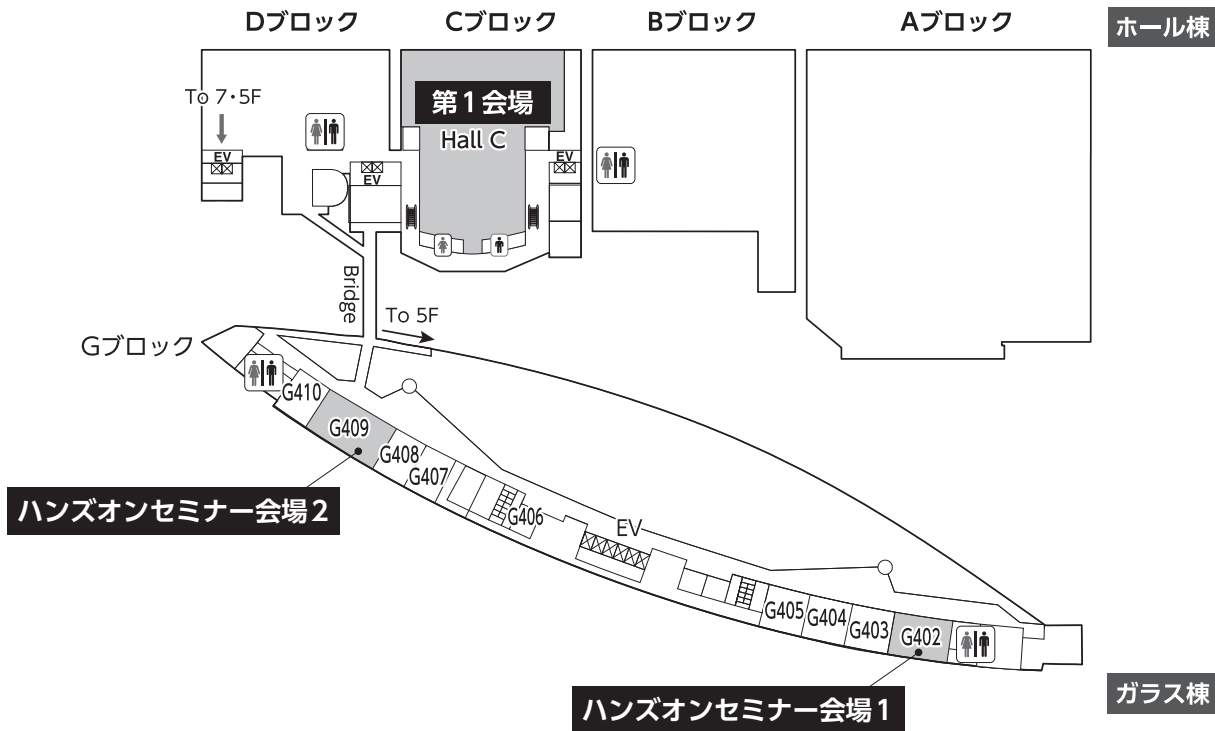 Dブロック
Cブロック
Bブロック
Aブロック
ホール棟
To 7・5F
第1会場
Hall C
EV
EV
EV
Bridge
To 5F
Gブロック
G410
G409
G408
G407
ハンズオンセミナー会場2
G406
EV
G405
G404
G403
G402
ハンズオンセミナー会場1
ガラス棟